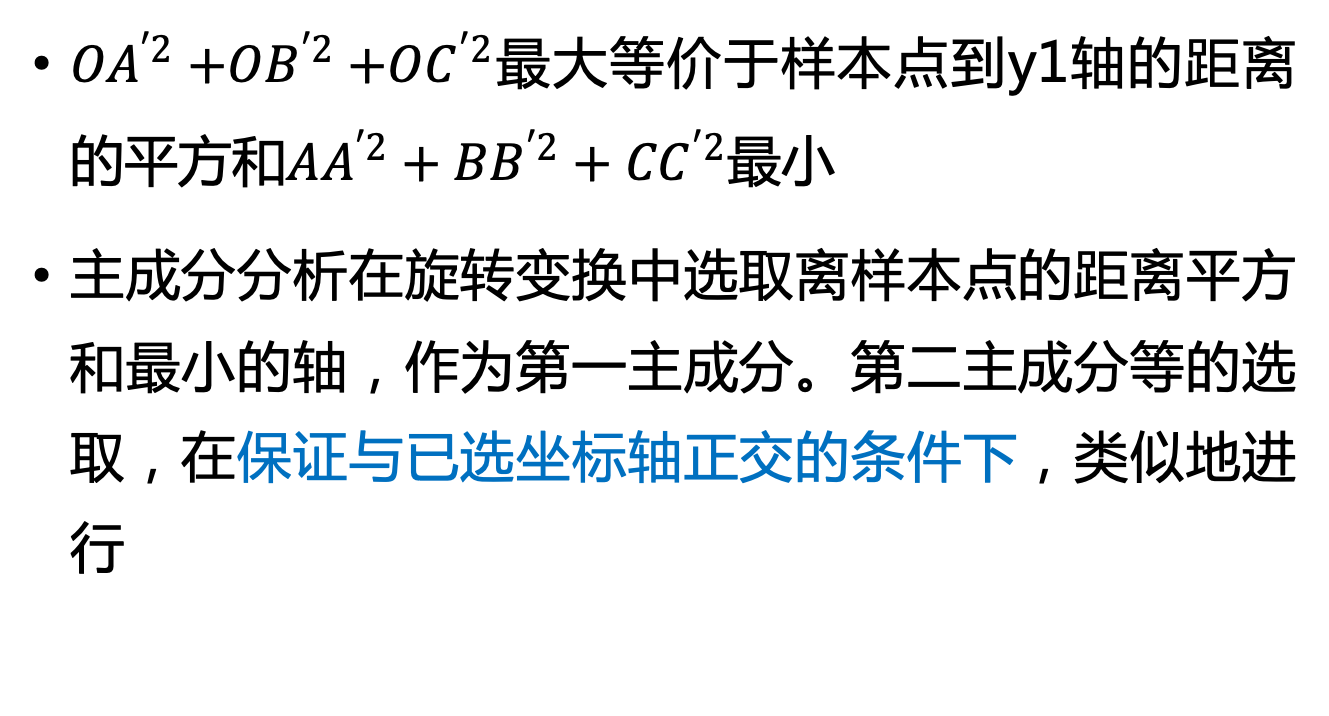 • OA′² +OB′² +OC′²最大等价于样本点到y1轴的距离
的平方和AA′² + BB′² + CC′²最小
• 主成分分析在旋转变换中选取离样本点的距离平方
和最小的轴，作为第一主成分。第二主成分等的选
取，在保证与已选坐标轴正交的条件下，类似地进
行